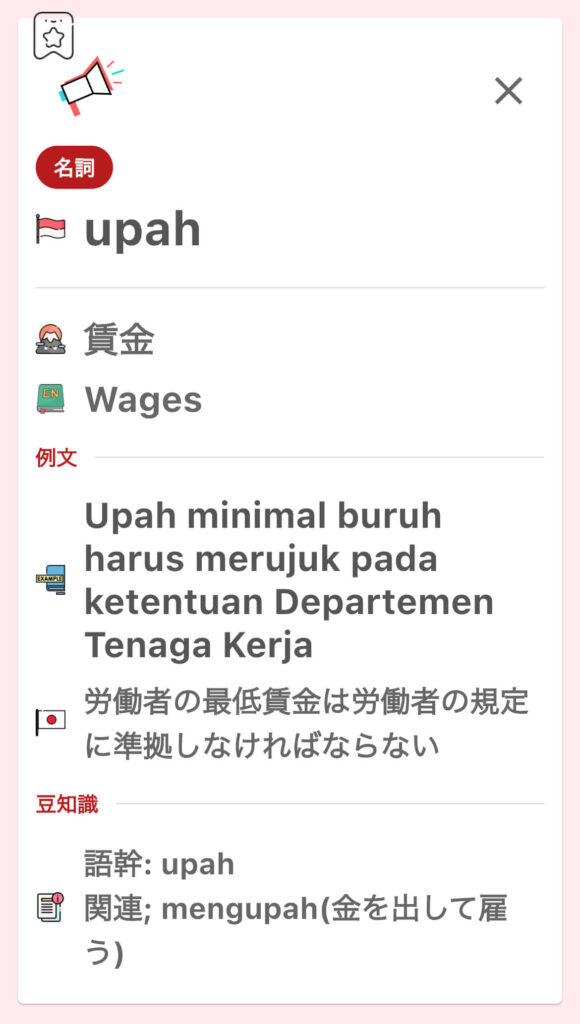 名詞
upah
賃金
EN
Wages
例文
Upah minimal buruh
harus merujuk pada
EXAMPLE
ketentuan Departemen
Tenaga Kerja
労働者の最低賃金は労働者の規定
に準拠しなければならない
豆知識
語幹: upah
関連; mengupah(金を出して雇
う)